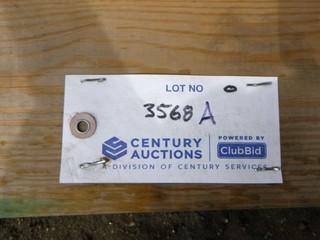 LOT NO
3568 A
CENTURY AUCTIONS
POWERED BY
ClubBid
A DIVISION OF CENTURY SERVICES